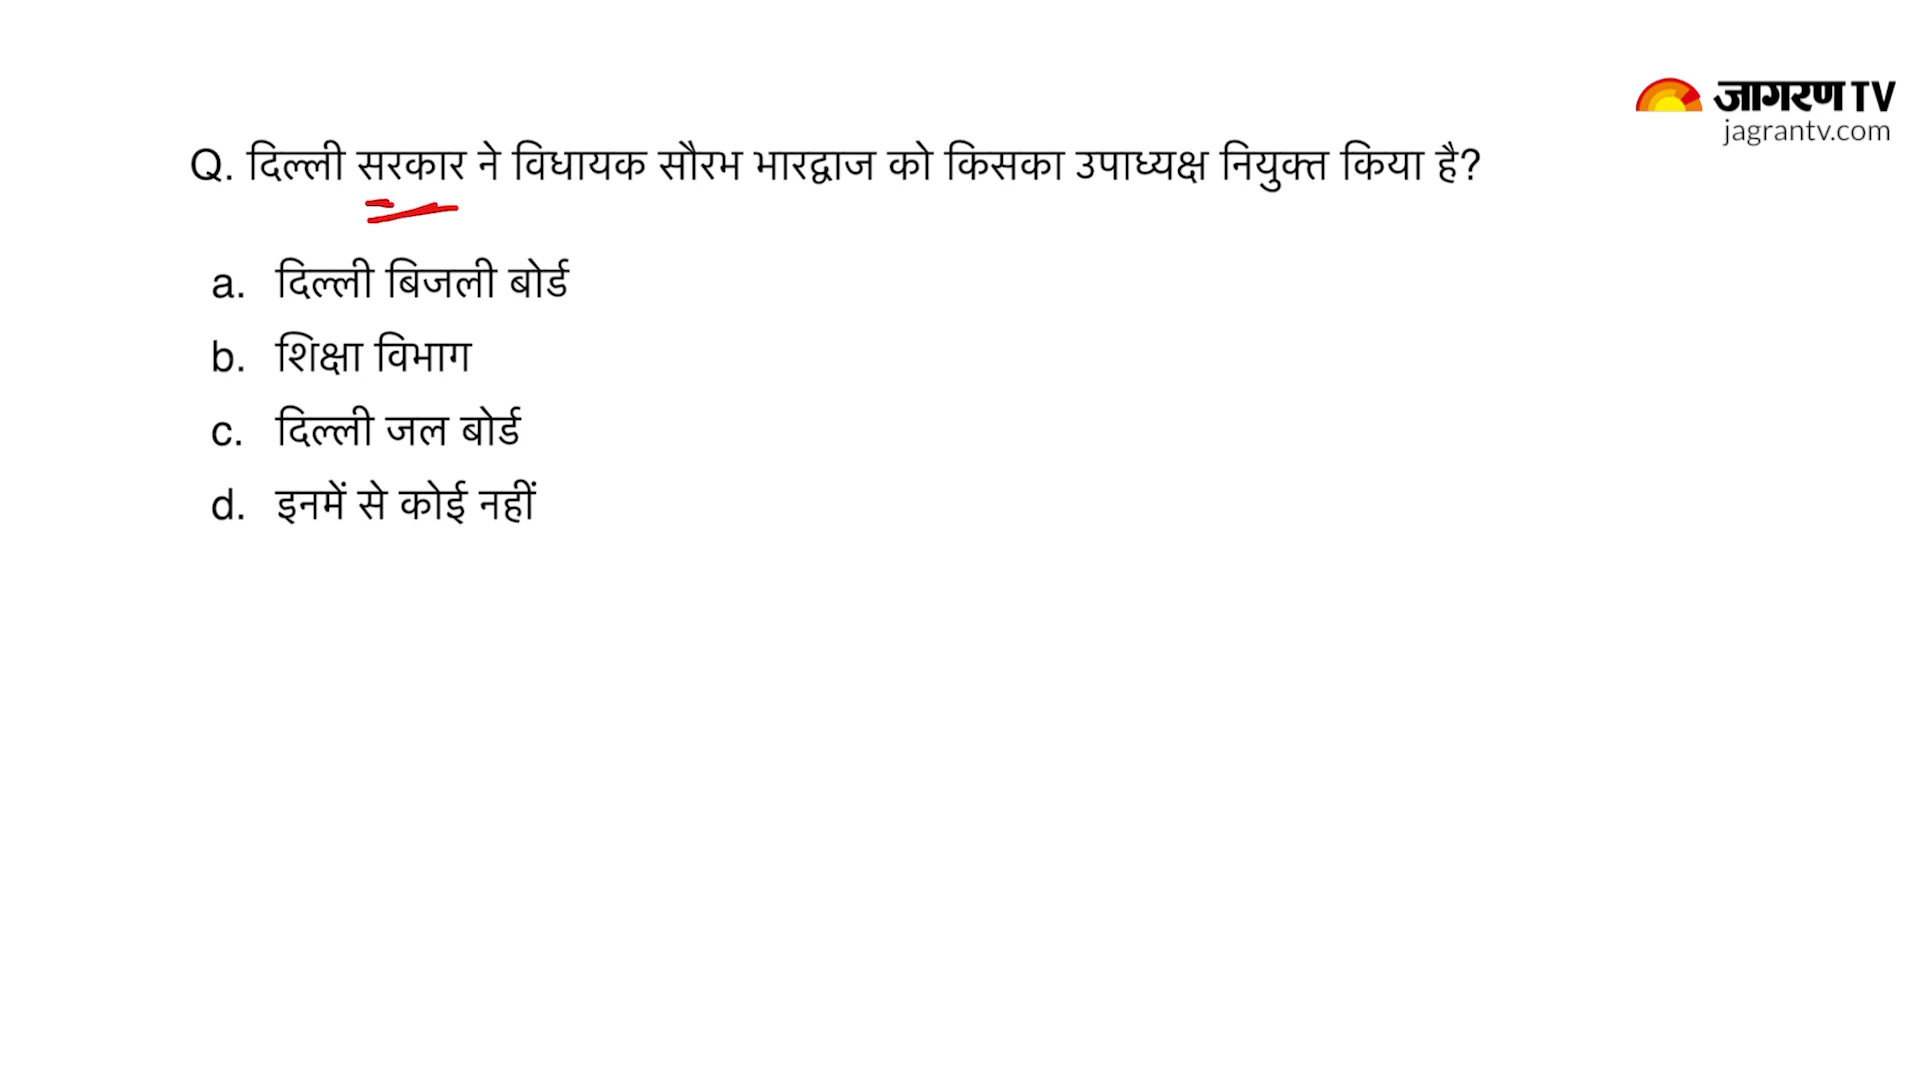 जागरण TV
jagrantv.com
Q. दिल्ली सरकार ने विधायक सौरभ भारद्वाज को किसका उपाध्यक्ष नियुक्त किया है?
a. दिल्ली बिजली बोर्ड
b. शिक्षा विभाग
c. दिल्ली जल बोर्ड
d. इनमें से कोई नहीं